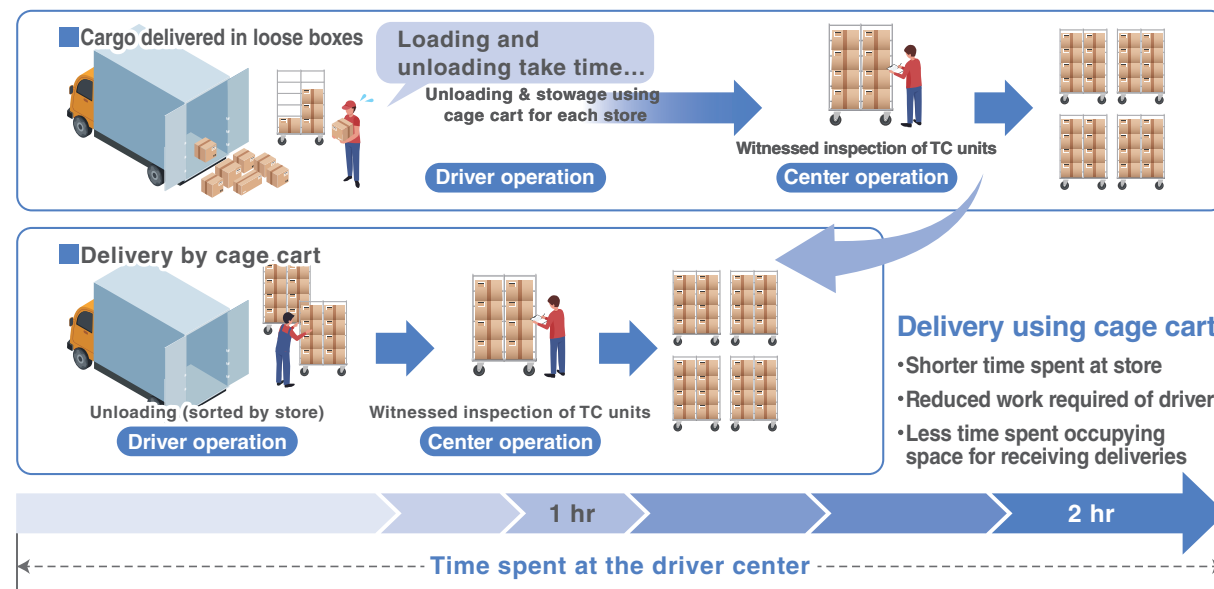 Cargo delivered in loose boxes
Loading and
unloading take time…
Unloading & stowage using
cage cart for each store
Driver operation
Witnessed inspection of TC units
Center operation
Delivery by cage cart
Unloading (sorted by store)
Driver operation
Witnessed inspection of TC units
Center operation
Delivery using cage cart
•Shorter time spent at store
•Reduced work required of driver
•Less time spent occupying
space for receiving deliveries
1 hr
2 hr
Time spent at the driver center